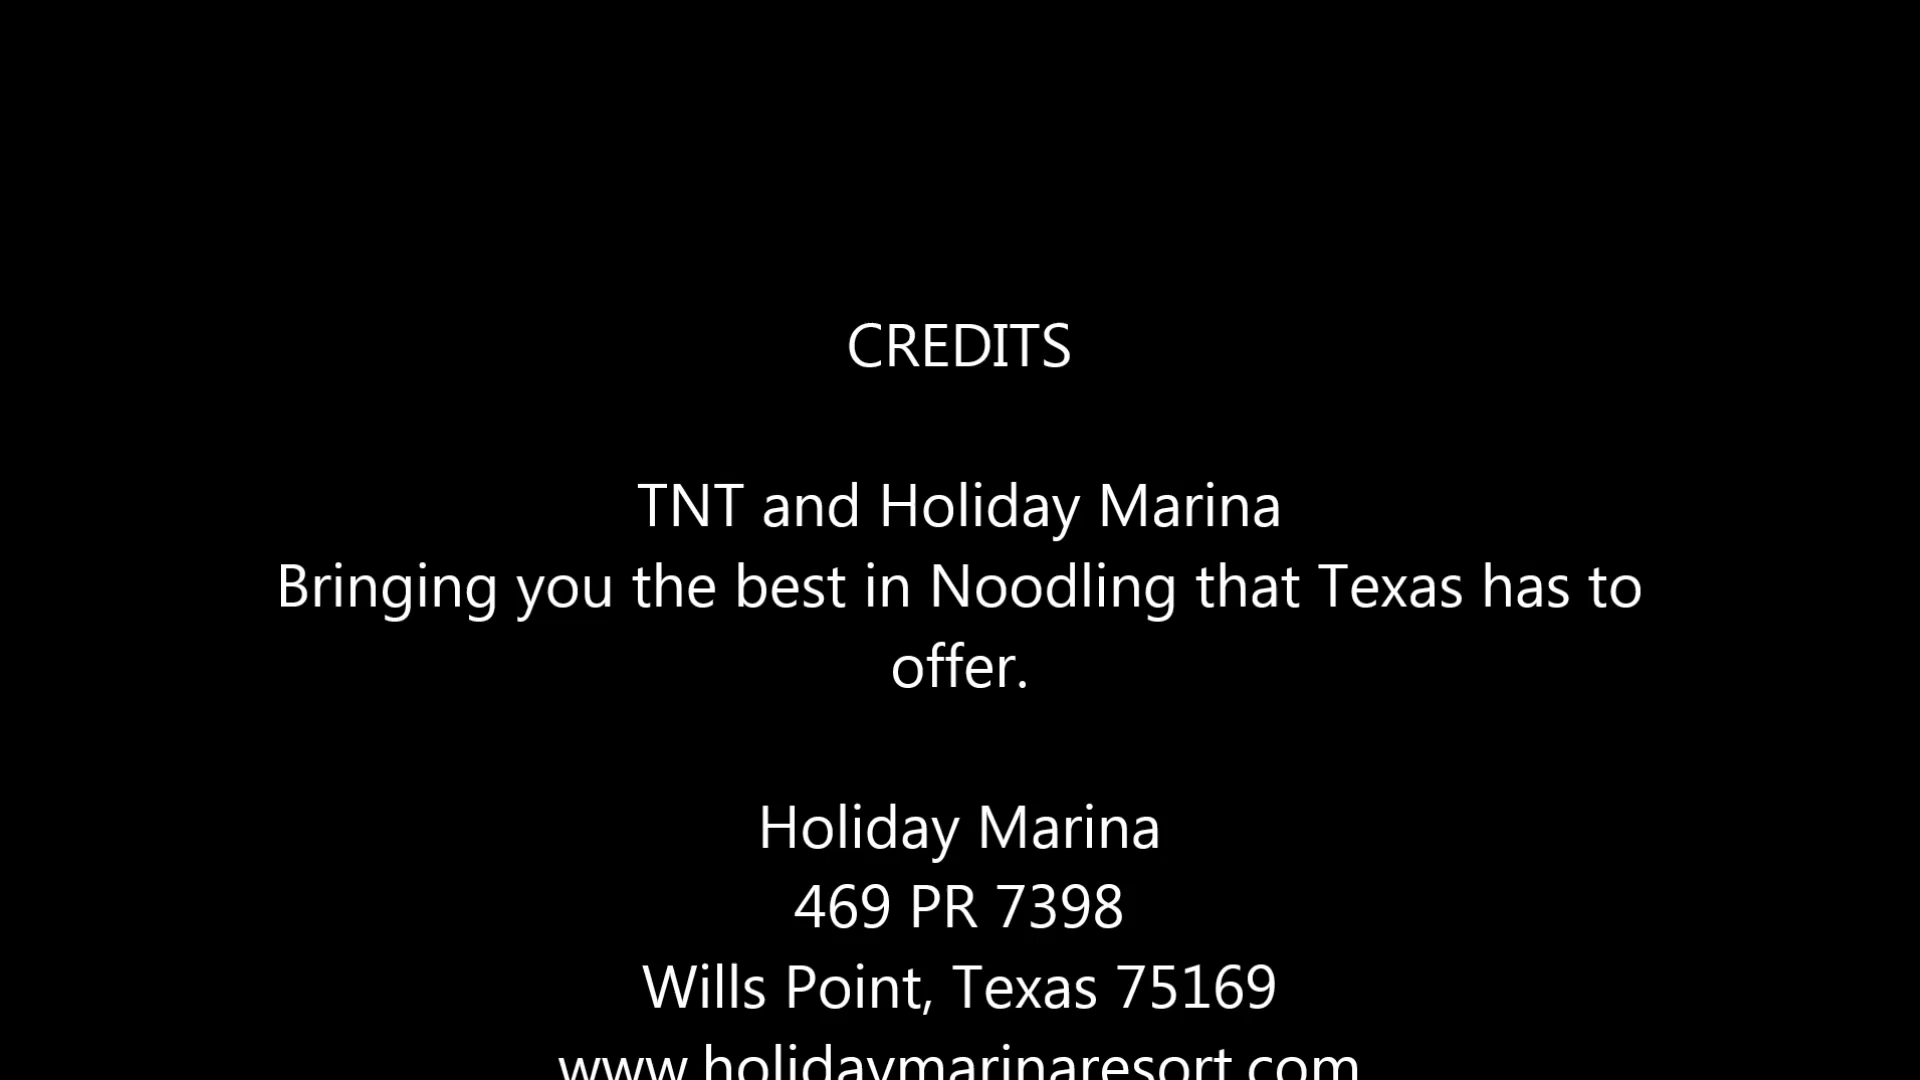 CREDITS
TNT and Holiday Marina
Bringing you the best in Noodling that Texas has to
offer.
Holiday Marina
469 PR 7398
Wills Point, Texas 75169
www.holidaymarinaresort.com